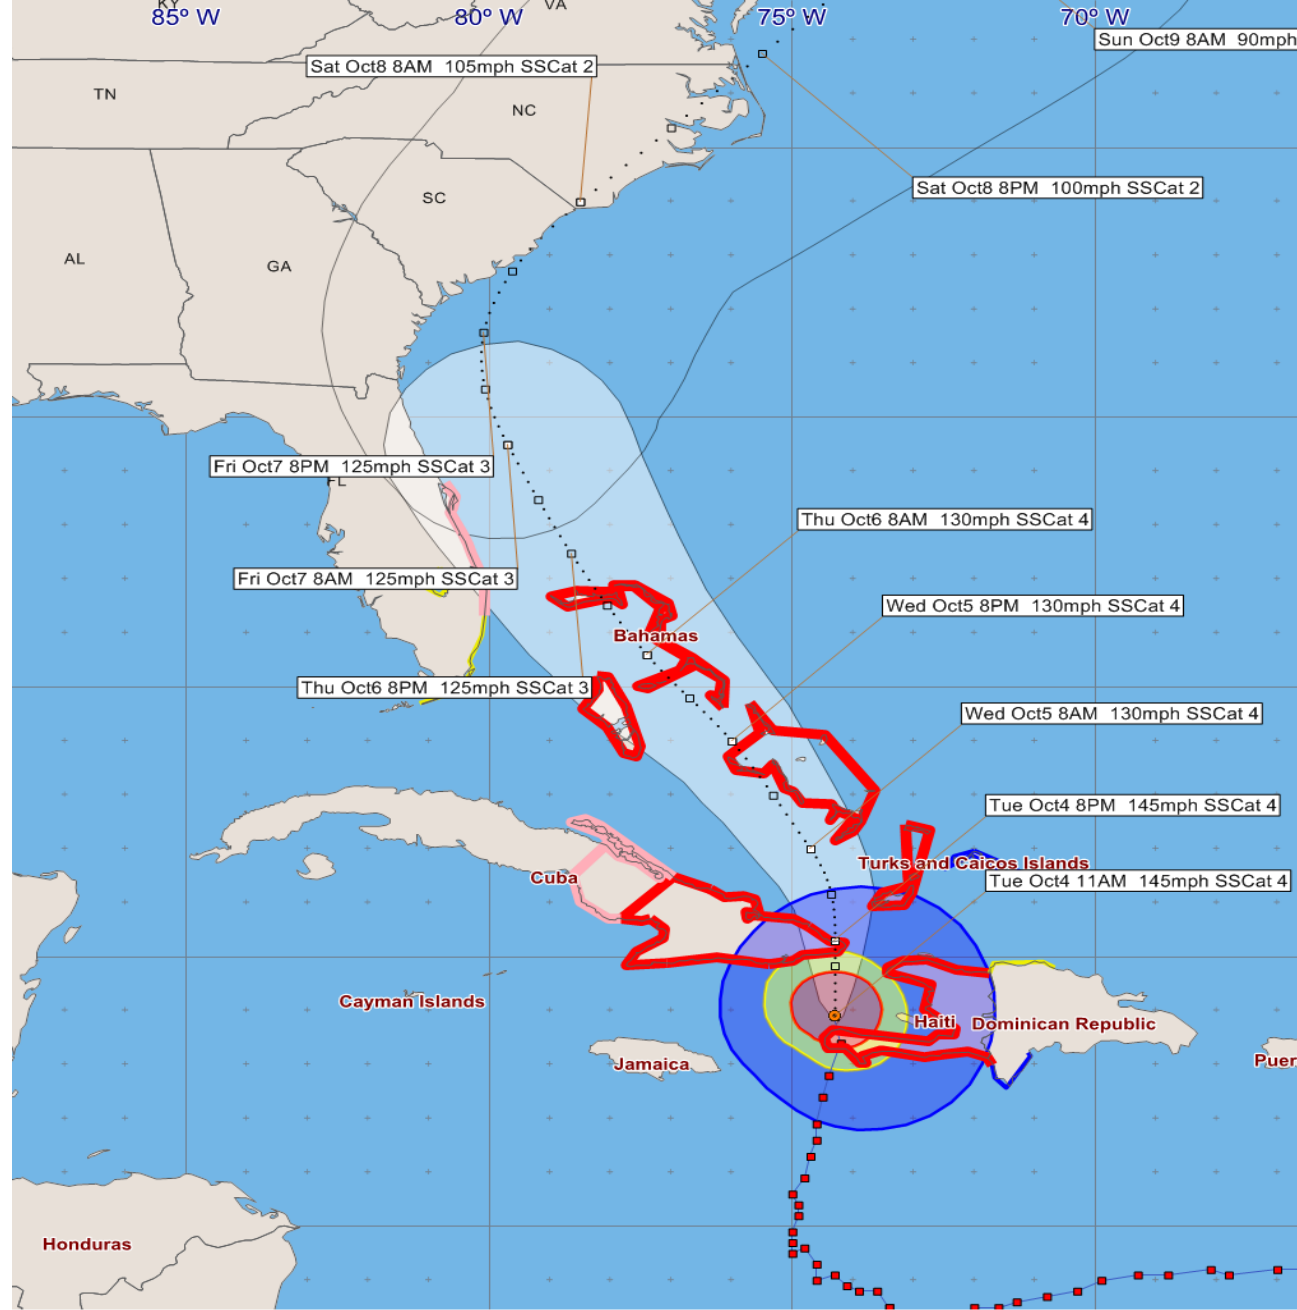 KY
VA
85° W
80° W
75° W
70° W
Sun Oct9 8AM 90mph
Sat Oct8 8AM 105mph SSCat 2
TN
NC
Sat Oct8 8PM 100mph SSCat 2
SC
AL
GA
Fri Oct7 8PM 125mph SSCat 3
FL
Thu Oct6 8AM 130mph SSCat 4
Fri Oct7 8AM 125mph SSCat 3
Wed Oct5 8PM 130mph SSCat 4
Bahamas
Thu Oct6 8PM 125mph SSCat 3
Wed Oct5 8AM 130mph SSCat 4
Tue Oct4 8PM 145mph SSCat 4
Turks and Caicos Islands
Cuba
Tue Oct4 11AM 145mph SSCat 4
Cayman Islands
Haiti
Dominican Republic
Jamaica
Puer
Honduras